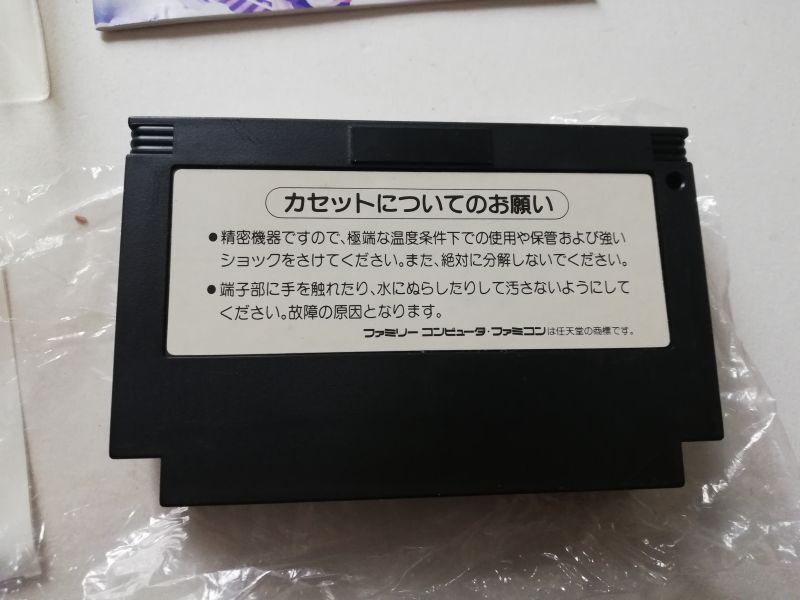 カセットについてのお願い
●精密機器ですので、極端な温度条件下での使用や保管および強い
ショックをさけてください。また、絶対に分解しないでください。
●端子部に手を触れたり、水にぬらしたりして汚さないようにして
ください。故障の原因となります。
ファミリー コンピュータ・ファミコンは任天堂の商標です。